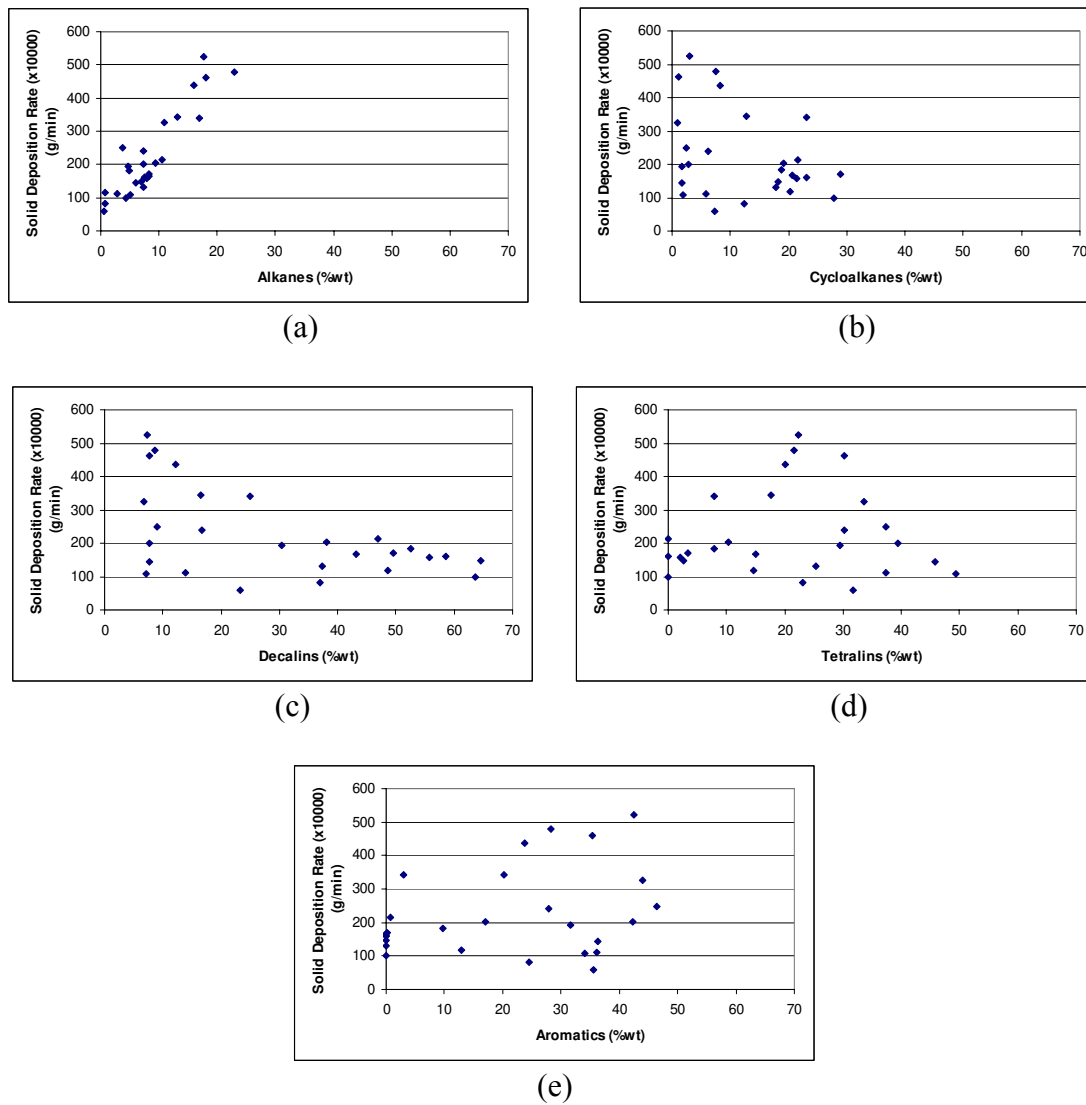 Solid Deposition Rate (x10000)
(g/min)
600
500
400
300
200
100
0
0 10 20 30 40 50 60 70
Alkanes (%wt)
(a)
Solid Deposition Rate (x10000)
(g/min)
600
500
400
300
200
100
0
0 10 20 30 40 50 60 70
Cycloalkanes (%wt)
(b)
Solid Deposition Rate (x10000)
(g/min)
600
500
400
300
200
100
0
0 10 20 30 40 50 60 70
Decalins (%wt)
(c)
Solid Deposition Rate (x10000)
(g/min)
600
500
400
300
200
100
0
0 10 20 30 40 50 60 70
Tetralins (%wt)
(d)
Solid Deposition Rate (x10000)
(g/min)
600
500
400
300
200
100
0
0 10 20 30 40 50 60 70
Aromatics (%wt)
(e)